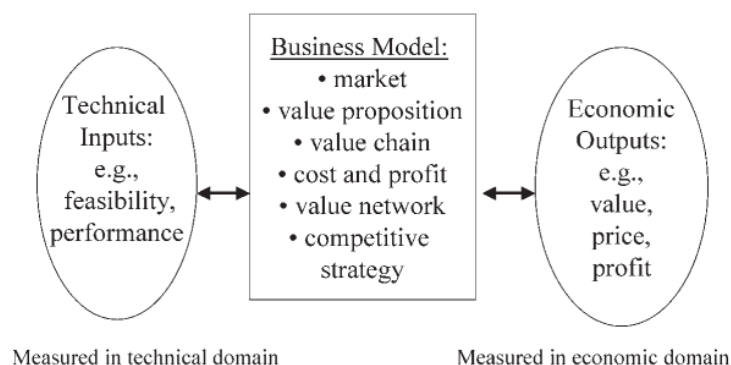 Technical
Inputs:
e.g.,
feasibility,
performance
Business Model:
• market
• value proposition
• value chain
• cost and profit
• value network
• competitive
strategy
Economic
Outputs:
e.g.,
value,
price,
profit
Measured in technical domain
Measured in economic domain